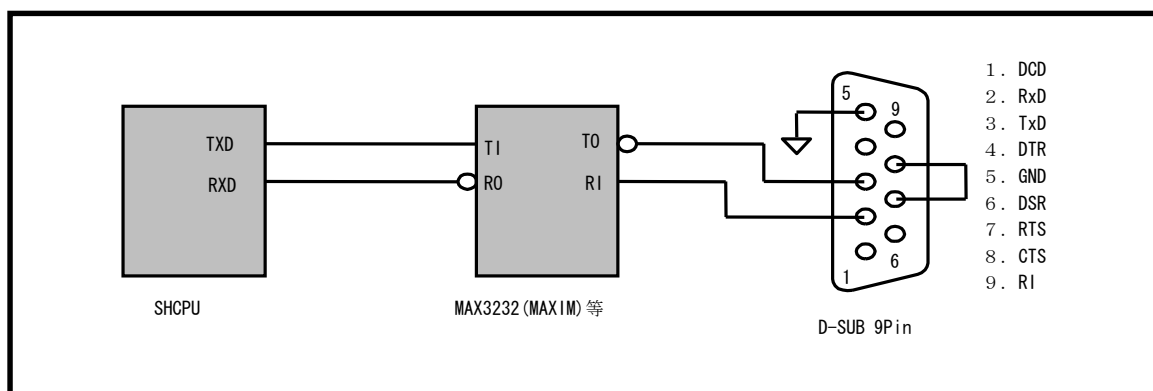 TXD
RXD
SHCPU
TI
TO
RO
RI
MAX3232(MAXIM)等
5
9
1
6
D-SUB 9Pin
1. DCD
2. RxD
3. TxD
4. DTR
5. GND
6. DSR
7. RTS
8. CTS
9. RI